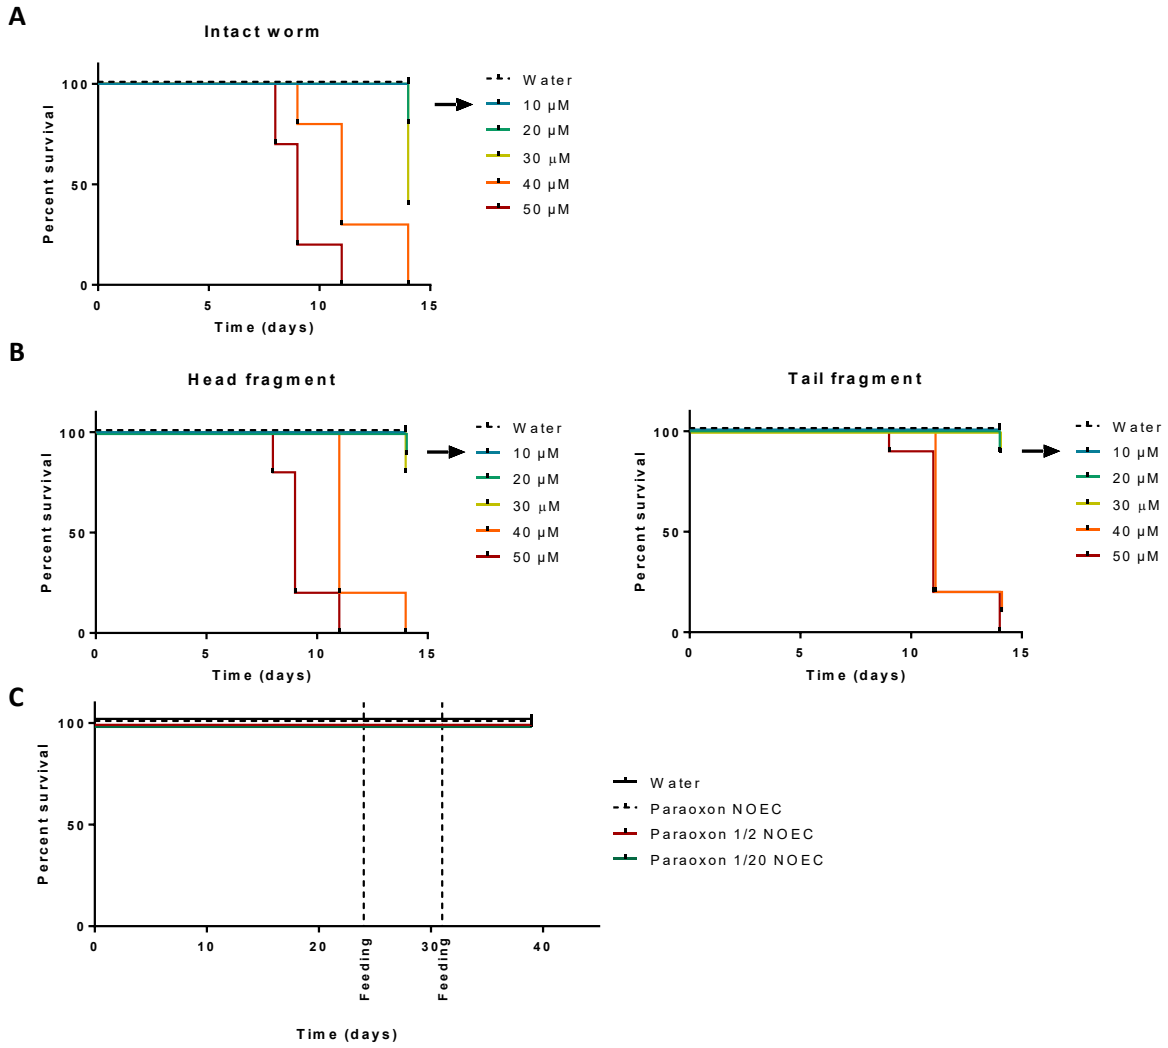 A
Intact worm
Percent survival
100
50
0
0 5 10 15
Time (days)
Water
10 µM
20 µM
30 µM
40 µM
50 µM
B
Head fragment
Percent survival
100
50
0
0 5 10 15
Time (days)
Water
10 µM
20 µM
30 µM
40 µM
50 µM
Tail fragment
Percent survival
100
50
0
0 5 10 15
Time (days)
Water
10 µM
20 µM
30 µM
40 µM
50 µM
C
Percent survival
100
50
0
0 10 20 30 40
Feeding
Feeding
Time (days)
Water
Paraoxon NOEC
Paraoxon 1/2 NOEC
Paraoxon 1/20 NOEC